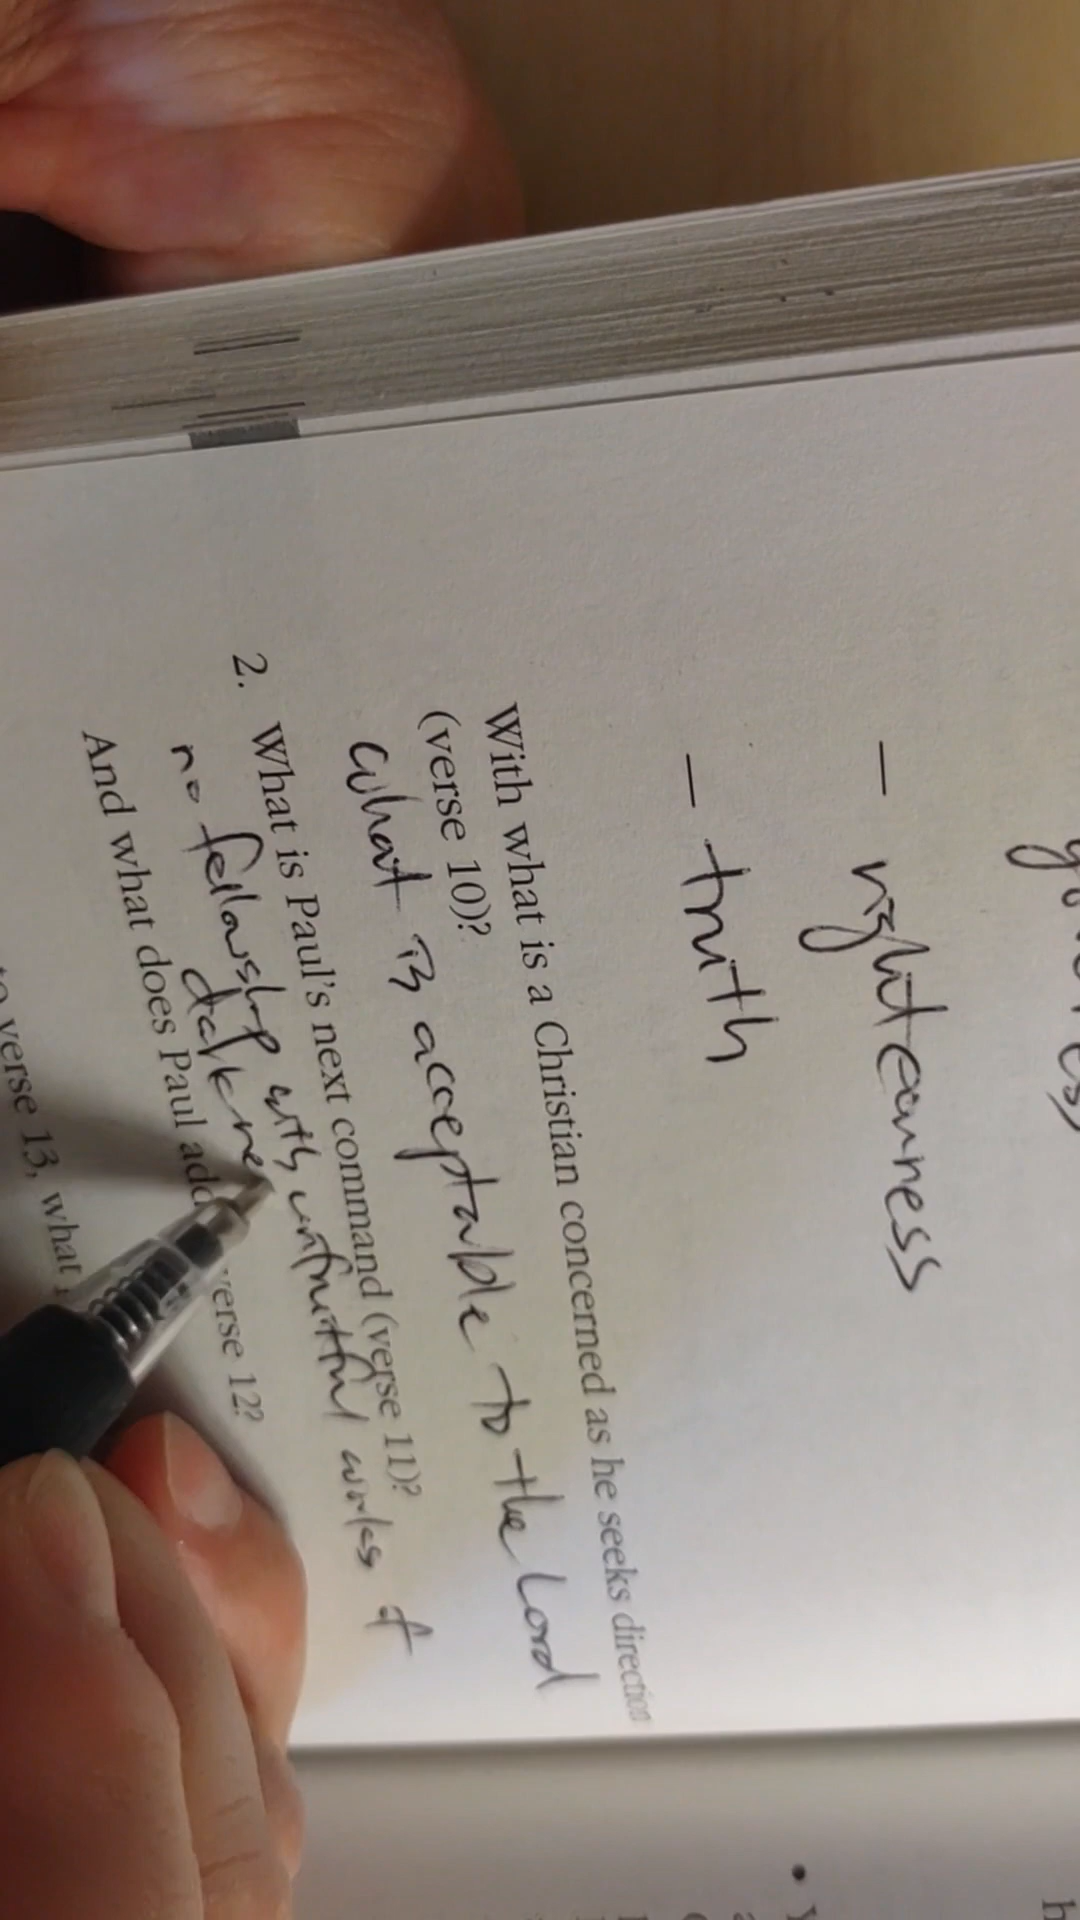 - righteouness
- truth
With what is a Christian concerned as he seeks direction
(verse 10)?
what is acceptable to the Lord
2. What is Paul's next command (verse 11)?
no fellowship with unfruitful works of
darkne
And what does Paul add verse 12?
verse 13, what